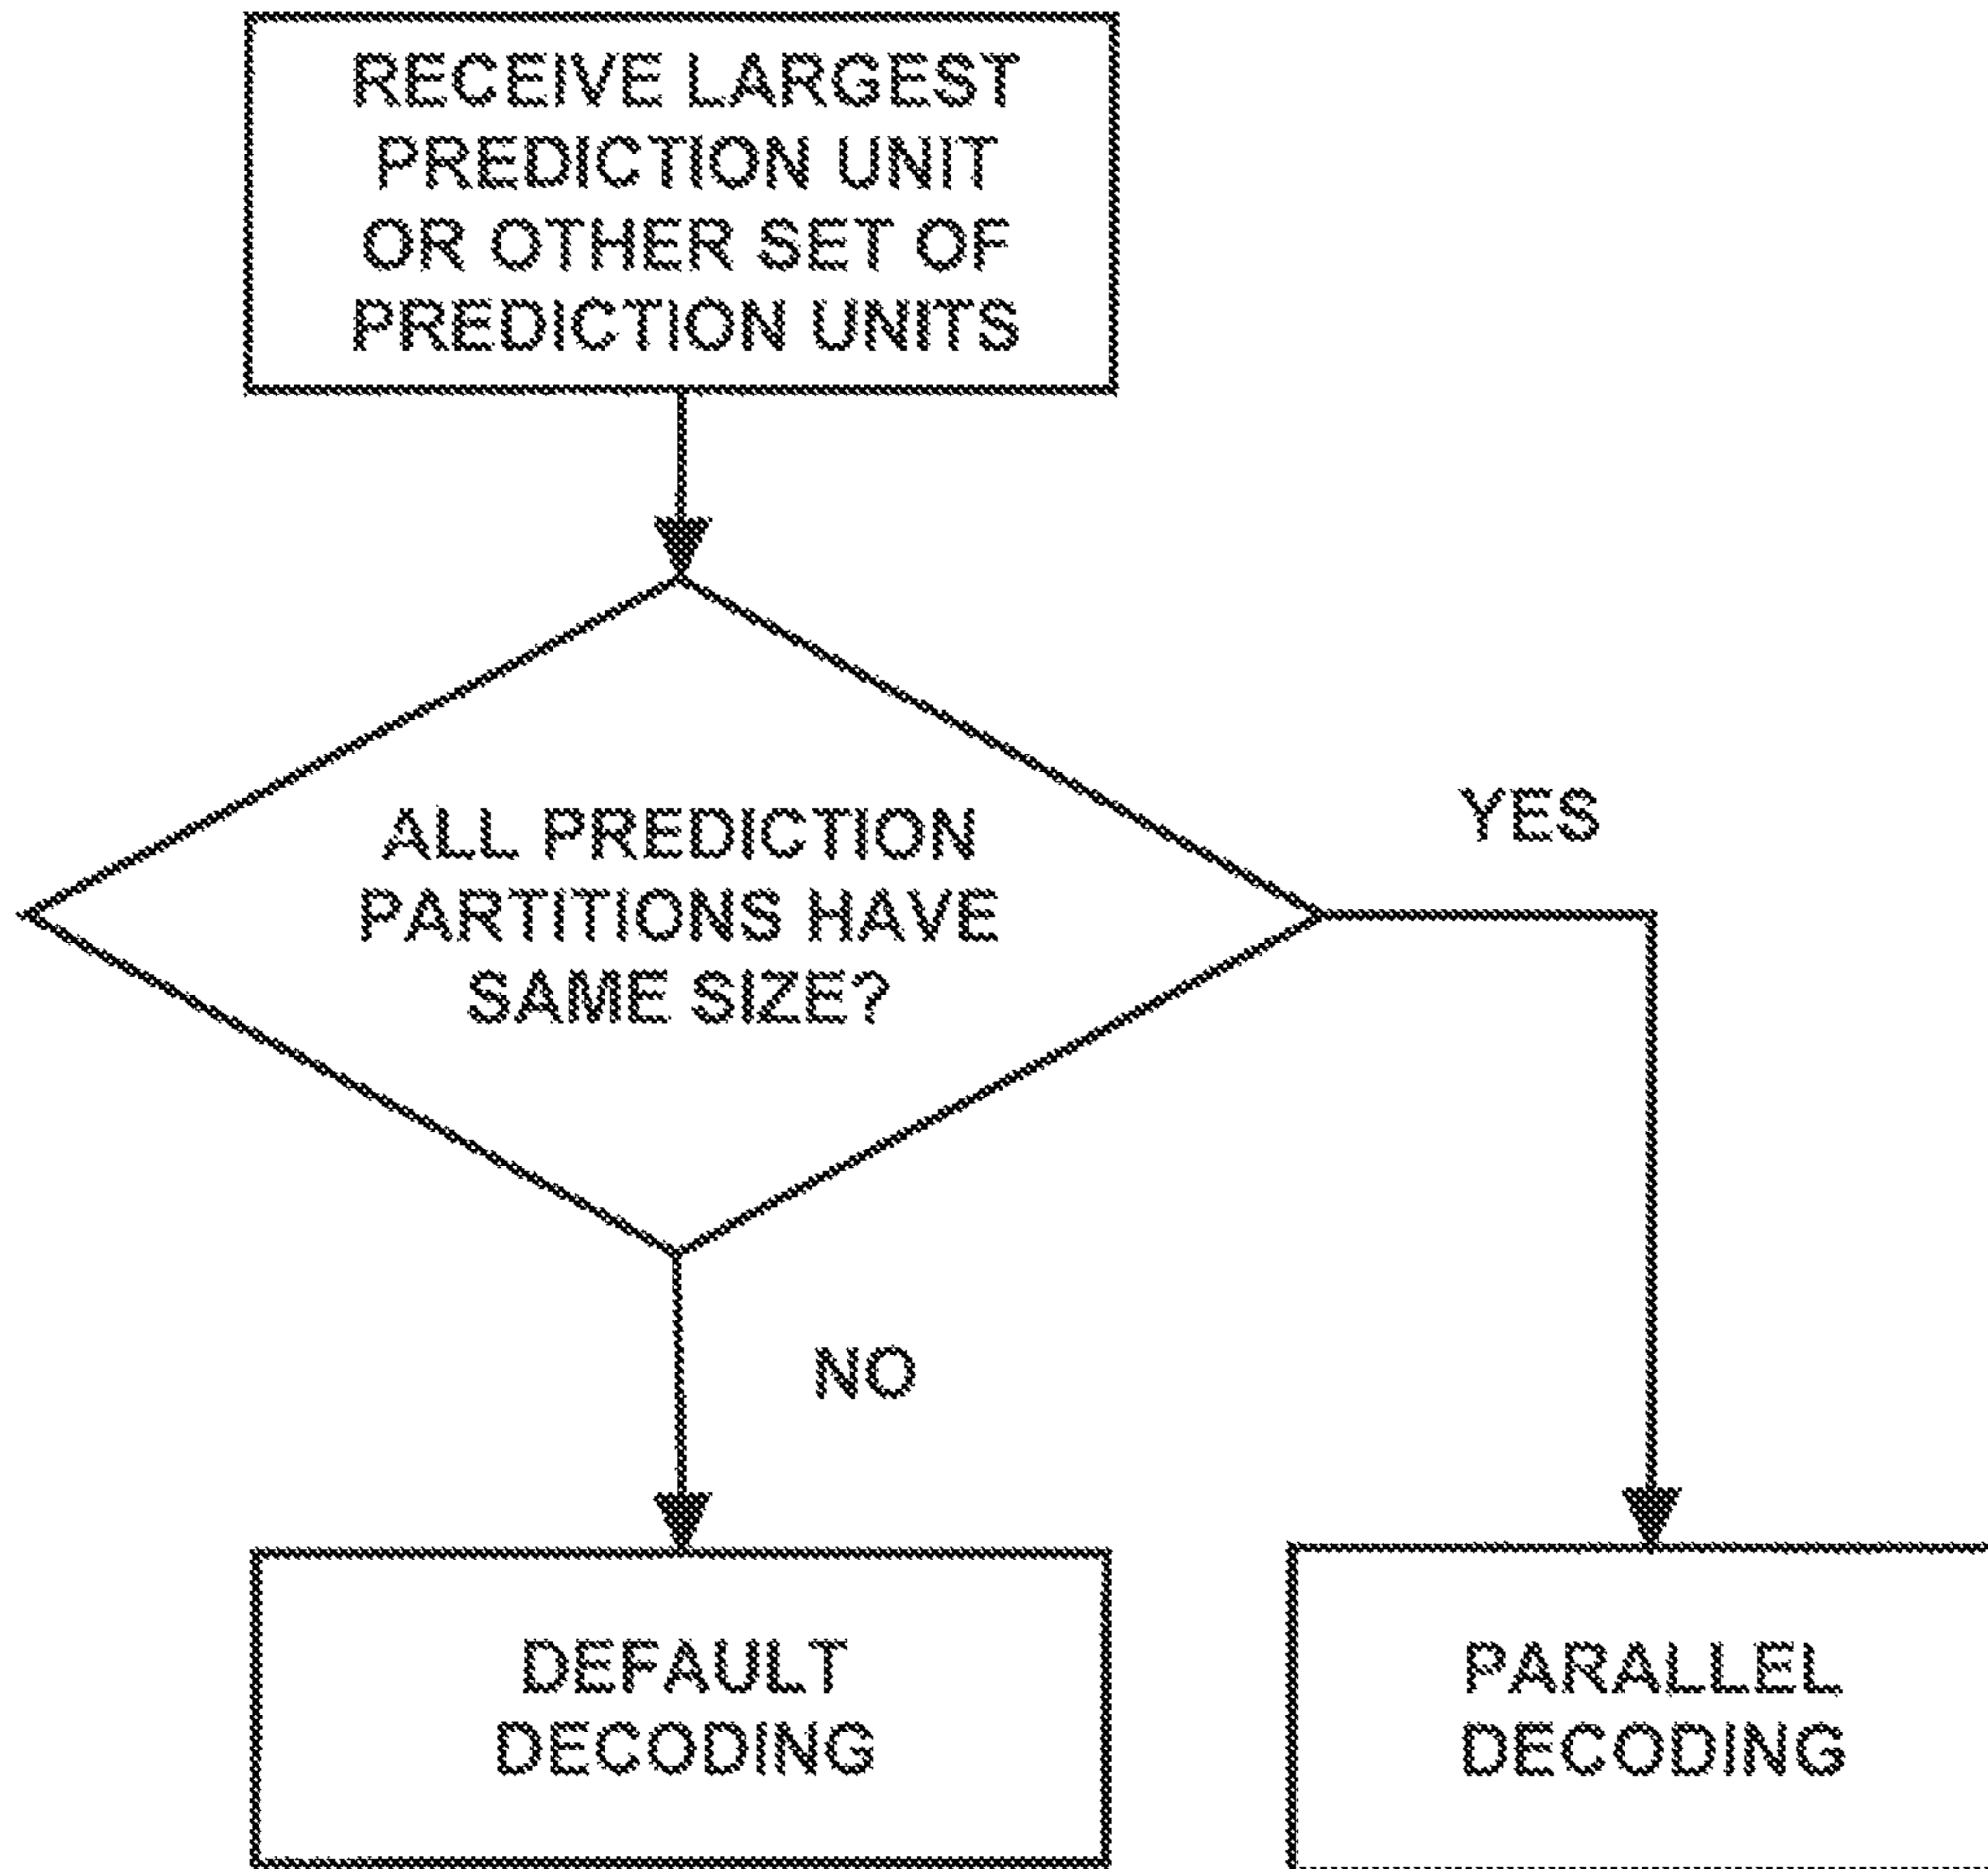 RECEIVE LARGEST
PREDICTION UNIT
OR OTHER SET OF
PREDICTION UNITS
ALL PREDICTION
PARTITIONS HAVE
SAME SIZE?
YES
NO
DEFAULT
DECODING
PARALLEL
DECODING